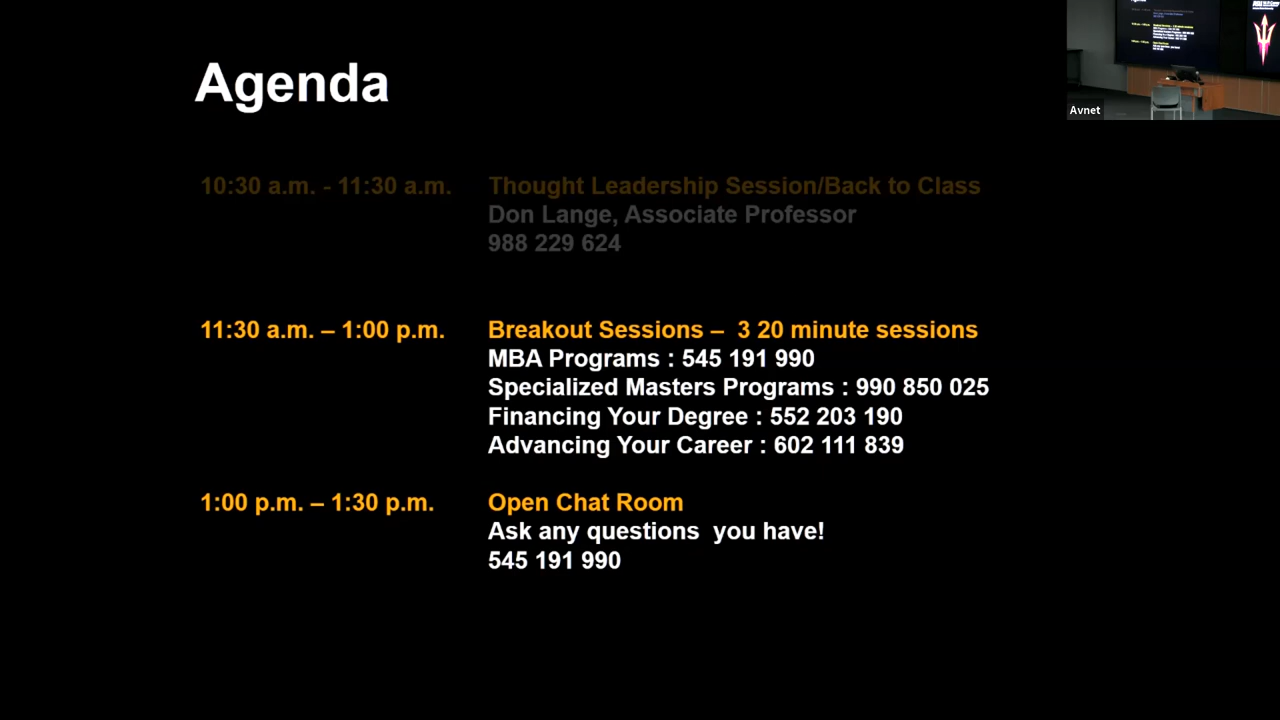 Agenda
10:30 a.m. - 11:30 a.m. Thought Leadership Session/Back to Class
Don Lange, Associate Professor
988 229 624
11:30 a.m. – 1:00 p.m. Breakout Sessions –  3 20 minute sessions
MBA Programs : 545 191 990
Specialized Masters Programs : 990 850 025
Financing Your Degree : 552 203 190
Advancing Your Career : 602 111 839
1:00 p.m. – 1:30 p.m. Open Chat Room
Ask any questions  you have!
545 191 990
Avnet